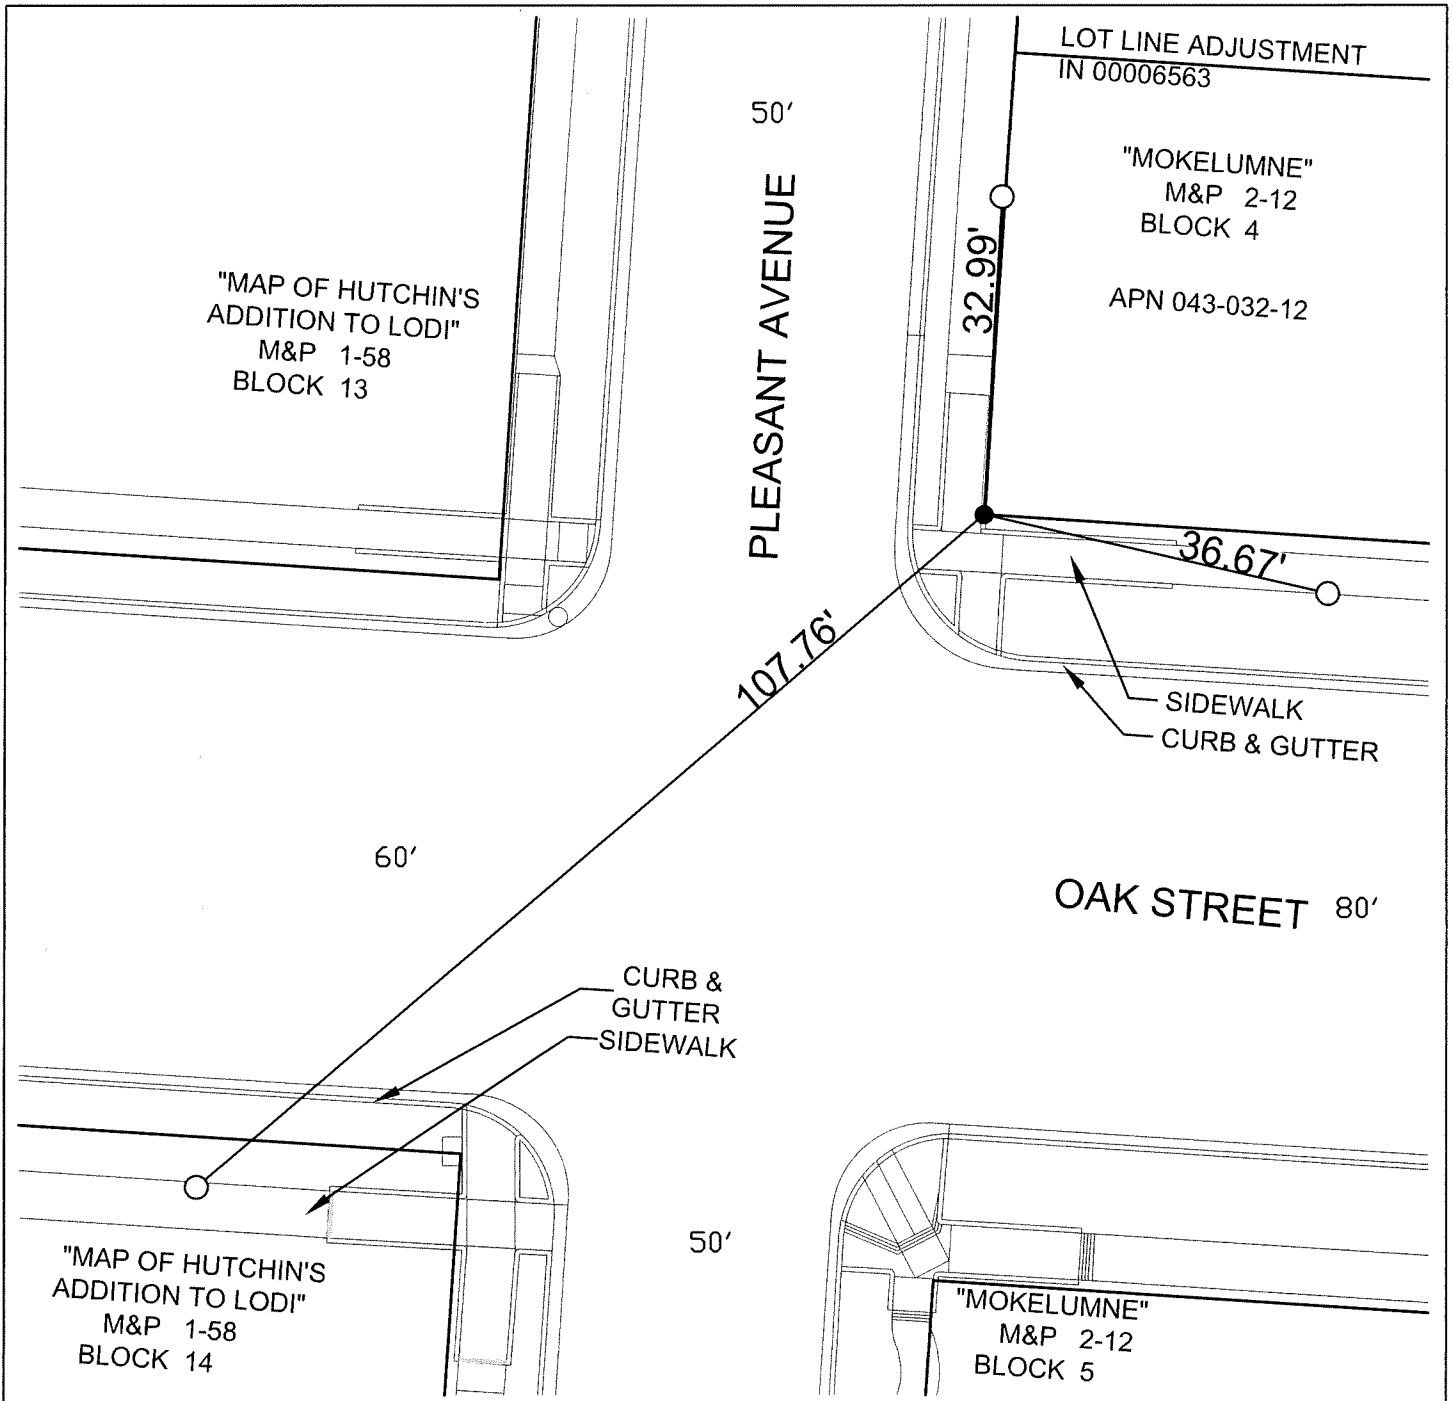 LOT LINE ADJUSTMENT
IN 00006563
50'
"MOKELUMNE"
M&P 2-12
BLOCK 4
APN 043-032-12
PLEASANT AVENUE
32.99'
"MAP OF HUTCHIN'S
ADDITION TO LODI"
M&P 1-58
BLOCK 13
36.67'
107.76'
SIDEWALK
CURB & GUTTER
60'
OAK STREET 80'
CURB &
GUTTER
SIDEWALK
50'
"MAP OF HUTCHIN'S
ADDITION TO LODI"
M&P 1-58
BLOCK 14
"MOKELUMNE"
M&P 2-12
BLOCK 5